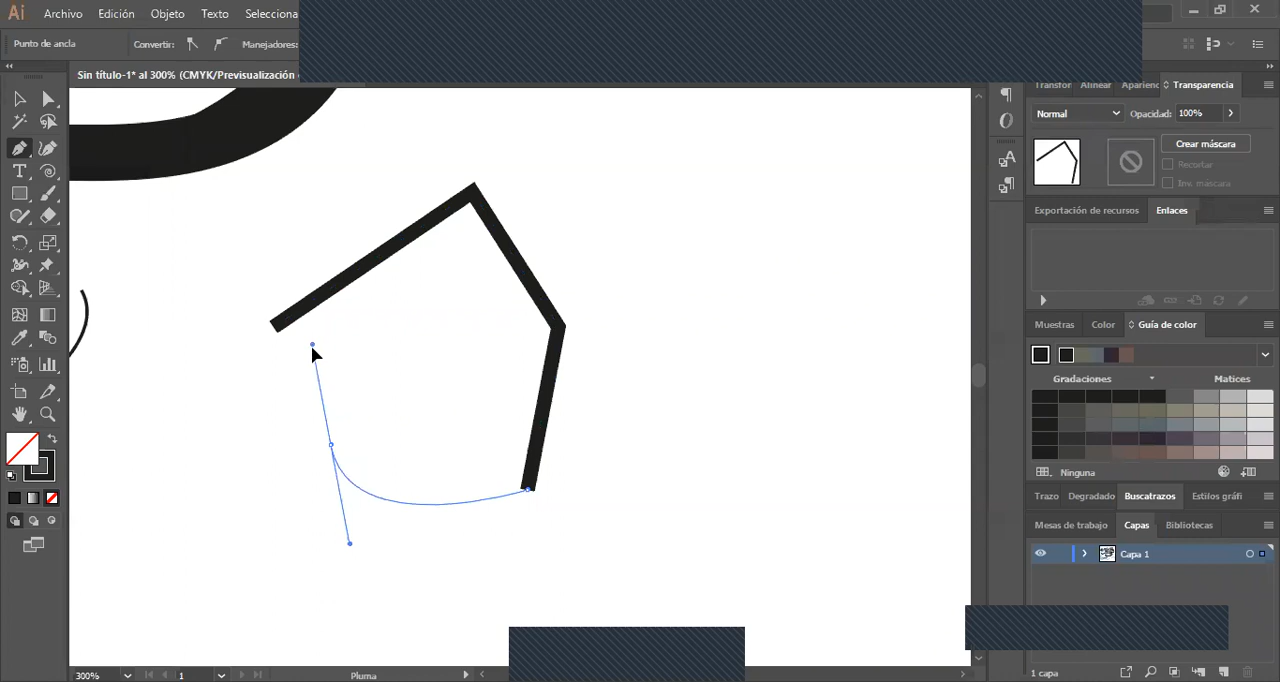 Ai Archivo Edición Objeto Texto Selecciona
Punto de ancla Convertir: Manejadores:
Sin título-1* al 300% (CMYK/Previsualización
Transfor Alinear Aparienc Transparencia
Normal Opacidad: 100%
Crear máscara
Recortar
Inv. máscara
Exportación de recursos Enlaces
Muestras Color Guía de color
Gradaciones Matices
Ninguna
Trazo Degradado Buscatrazos Estilos gráfi
Mesas de trabajo Capas Bibliotecas
Capa 1
300% 1 Pluma 1 capa